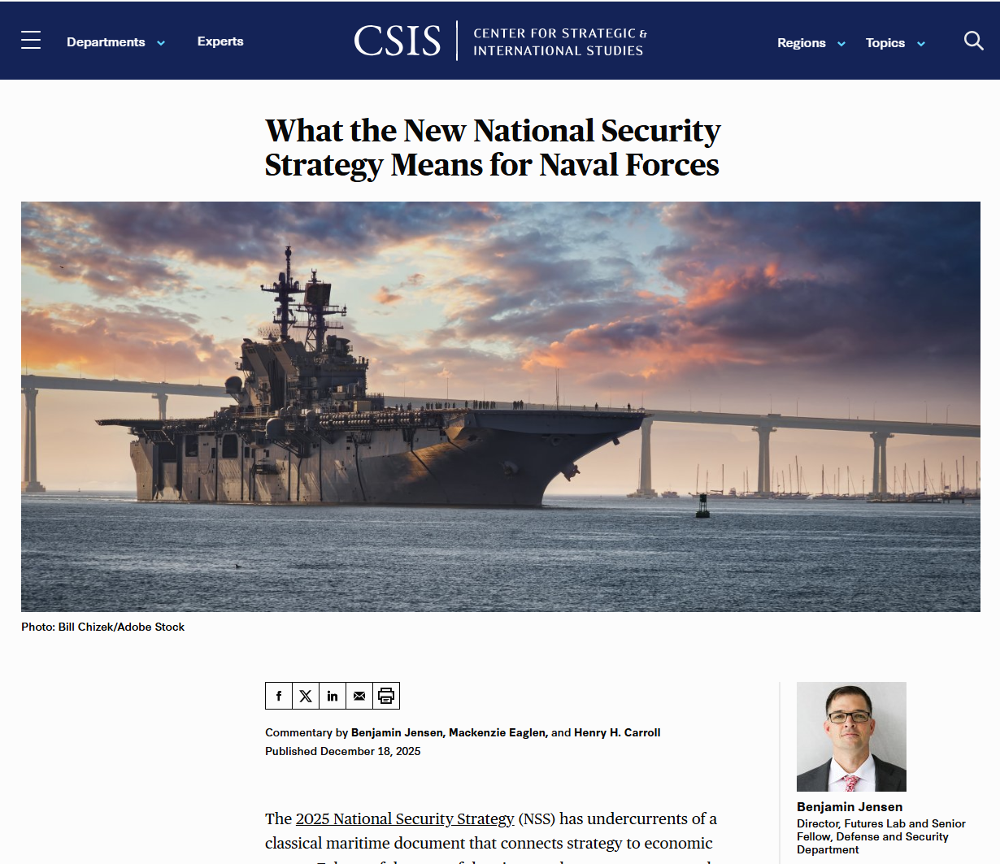 Departments
Experts
CSIS
CENTER FOR STRATEGIC &
INTERNATIONAL STUDIES
Regions
Topics
What the New National Security
Strategy Means for Naval Forces
Photo: Bill Chizek/Adobe Stock
f X in
Commentary by Benjamin Jensen, Mackenzie Eaglen, and Henry H. Carroll
Published December 18, 2025
The 2025 National Security Strategy (NSS) has undercurrents of a
classical maritime document that connects strategy to economic
Benjamin Jensen
Director, Futures Lab and Senior
Fellow, Defense and Security
Department